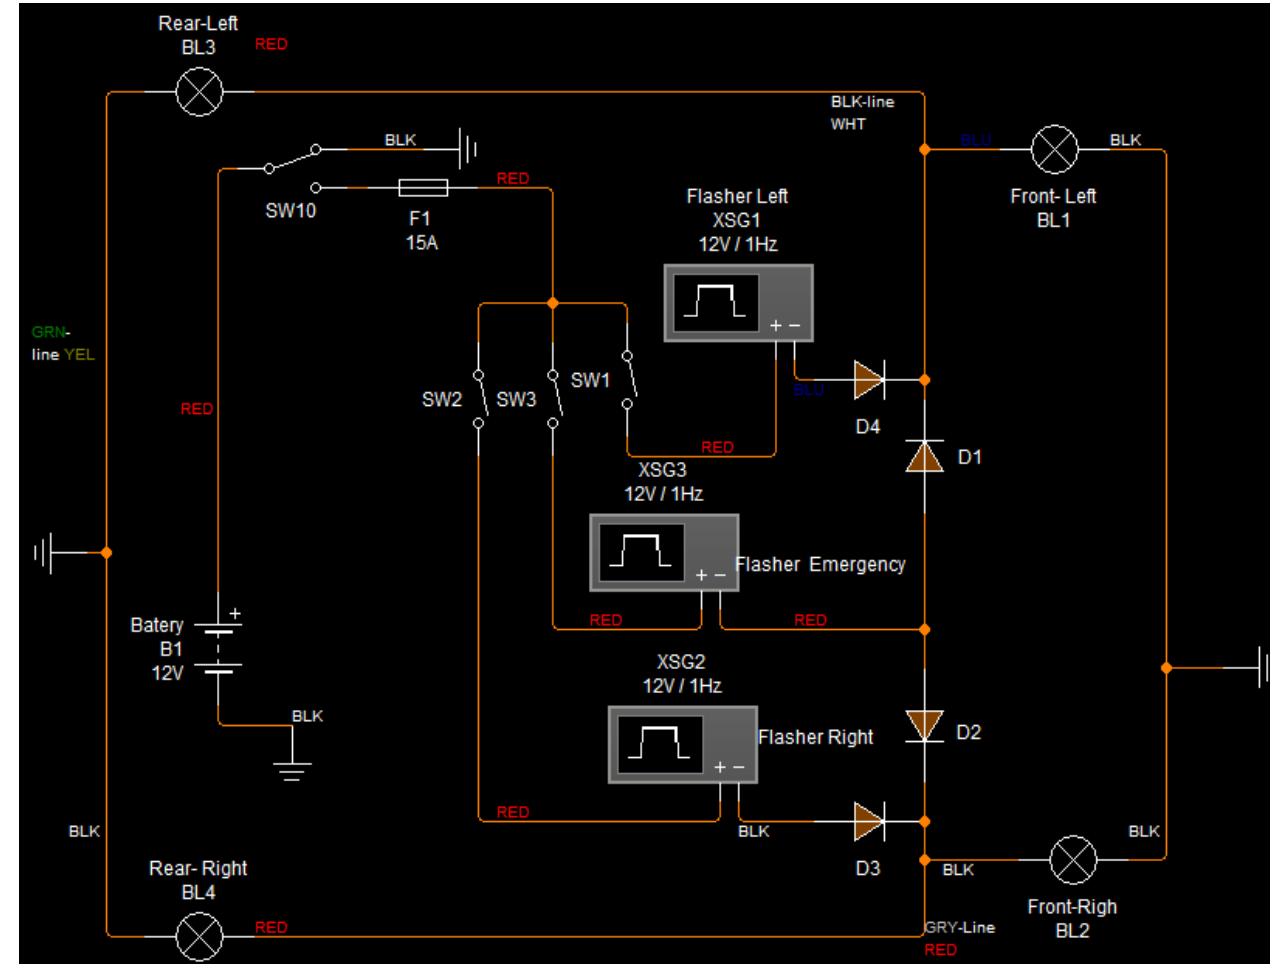 Rear-Left
BL3
RED
BLK-line
WHT
BLK
BLU
BLK
RED
SW10
F1
15A
Flasher Left
XSG1
12V / 1Hz
Front- Left
BL1
+ −
GRN-
line YEL
SW1
SW2
SW3
BLU
RED
D4
RED
D1
XSG3
12V / 1Hz
+ −
Flasher Emergency
RED
RED
+
Batery
B1
12V
XSG2
12V / 1Hz
BLK
Flasher Right
D2
+ −
RED
BLK
BLK
BLK
D3
BLK
Rear- Right
BL4
RED
Front-Righ
BL2
GRY-Line
RED